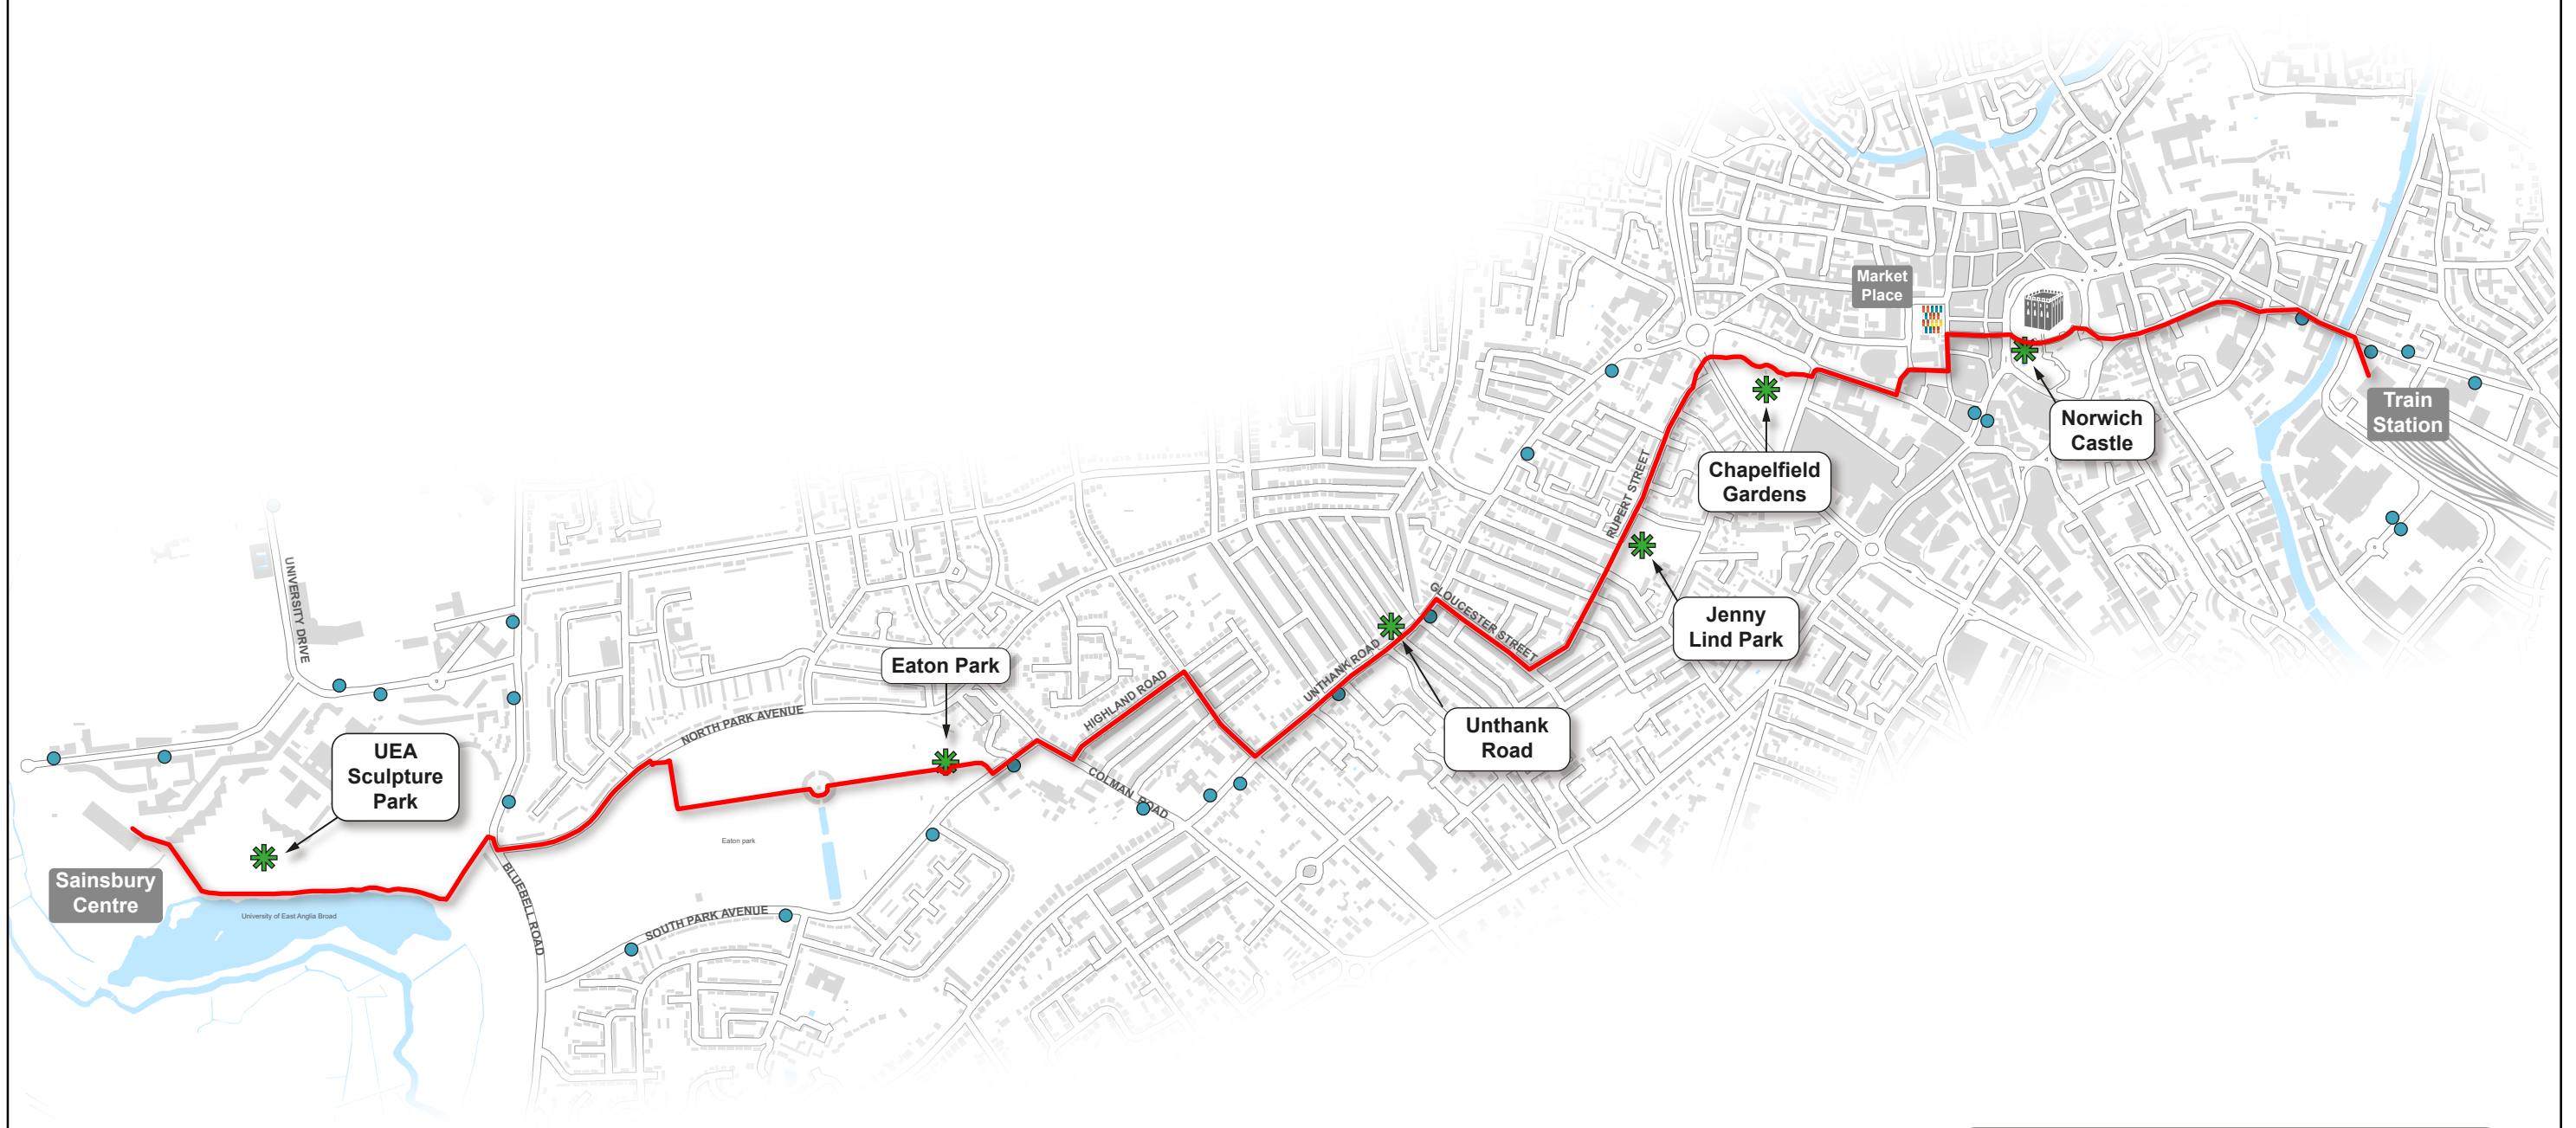 Market
Place
Train
Station
Norwich
Castle
Chapelfield
Gardens
RUPERT STREET
Jenny
Lind Park
GLOUCESTER STREET
UNTHANK ROAD
Unthank
Road
UNIVERSITY DRIVE
Eaton Park
HIGHLAND ROAD
NORTH PARK AVENUE
COLMAN ROAD
UEA
Sculpture
Park
Eaton park
Sainsbury
Centre
University of East Anglia Broad
BLUEBELL ROAD
SOUTH PARK AVENUE